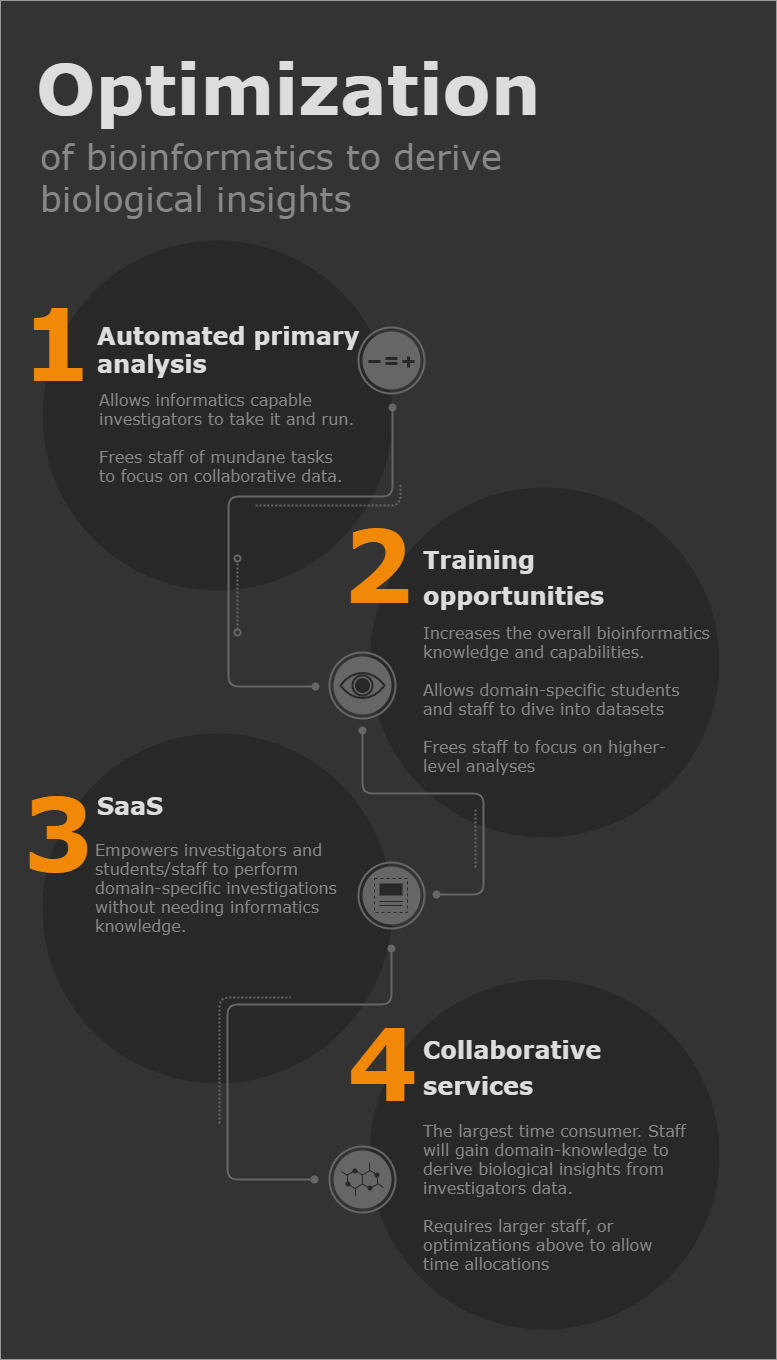 Optimization
of bioinformatics to derive
biological insights
1
Automated primary
analysis
Allows informatics capable
investigators to take it and run.
Frees staff of mundane tasks
to focus on collaborative data.
2
Training
opportunities
Increases the overall bioinformatics
knowledge and capabilities.
Allows domain-specific students
and staff to dive into datasets
Frees staff to focus on higher-
level analyses
3
SaaS
Empowers investigators and
students/staff to perform
domain-specific investigations
without needing informatics
knowledge.
4
Collaborative
services
The largest time consumer. Staff
will gain domain-knowledge to
derive biological insights from
investigators data.
Requires larger staff, or
optimizations above to allow
time allocations